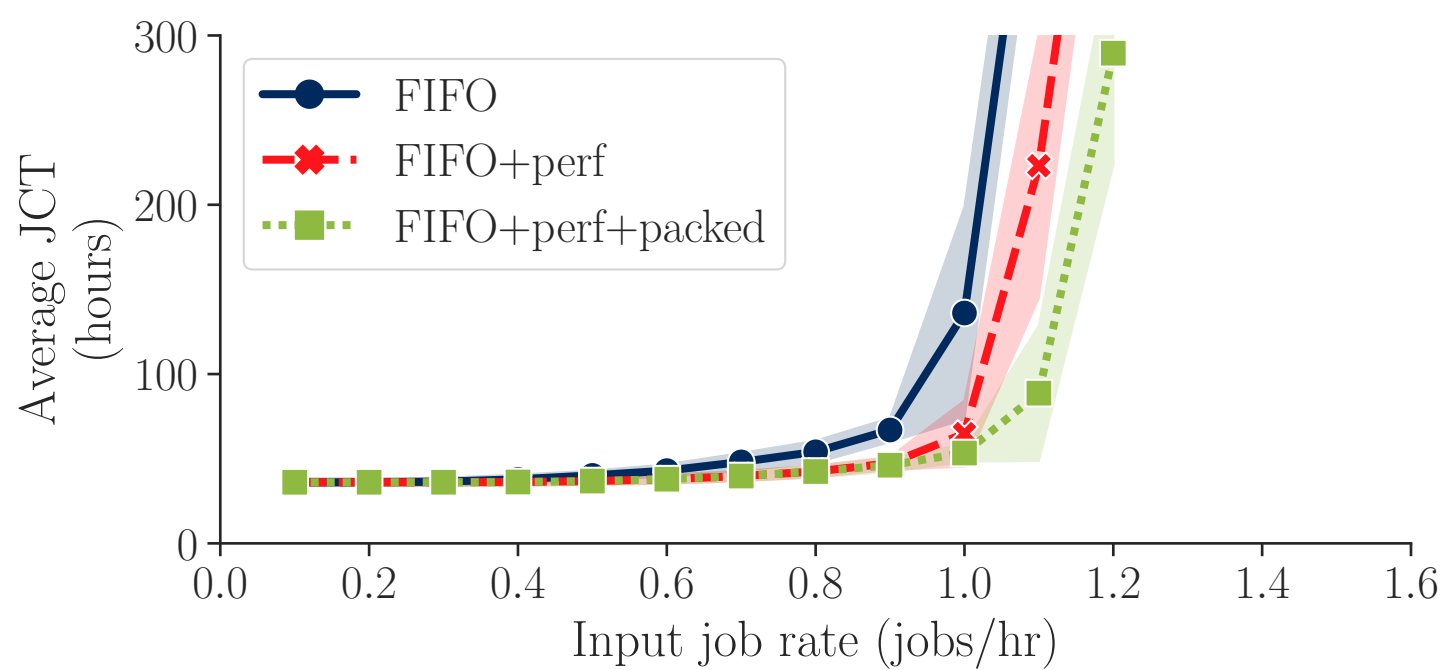 300
200
100
0
Average JCT
(hours)
FIFO
FIFO+perf
FIFO+perf+packed
0.0 0.2 0.4 0.6 0.8 1.0 1.2 1.4 1.6
Input job rate (jobs/hr)